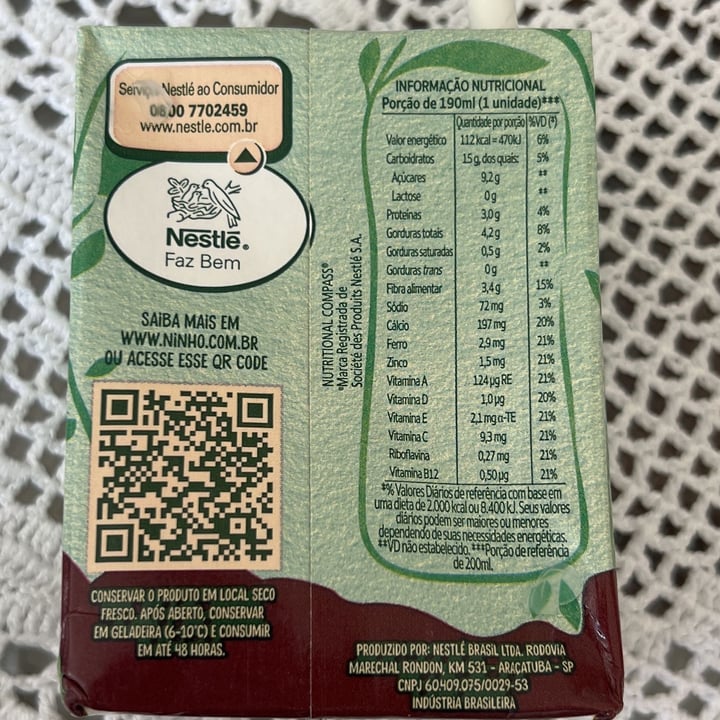 Serviço Nestlé ao Consumidor
0800 7702459
www.nestle.com.br
Nestlé®
Faz Bem
SAIBA MAIS EM
WWW.NINHO.COM.BR
OU ACESSE ESSE QR CODE
CONSERVAR O PRODUTO EM LOCAL SECO
FRESCO. APÓS ABERTO, CONSERVAR
EM GELADEIRA (6-10°C) E CONSUMIR
EM ATÉ 48 HORAS.
NUTRITIONAL COMPASS®
*Marca Registrada de
Société des Produits Nestlé S.A.
INFORMAÇÃO NUTRICIONAL
Porção de 190ml (1 unidade)***
Quantidade por porção %VD (*)
Valor energético 112 kcal = 470kJ 6%
Carboidratos 15 g, dos quais: 5%
Açúcares 9,2 g **
Lactose 0 g **
Proteínas 3,0 g 4%
Gorduras totais 4,2 g 8%
Gorduras saturadas 0,5 g 2%
Gorduras trans 0 g **
Fibra alimentar 3,4 g 15%
Sódio 72 mg 3%
Cálcio 197 mg 20%
Ferro 2,9 mg 21%
Zinco 1,5 mg 21%
Vitamina A 124 µg RE 21%
Vitamina D 1,0 µg 20%
Vitamina E 2,1 mg α-TE 21%
Vitamina C 9,3 mg 21%
Riboflavina 0,27 mg 21%
Vitamina B12 0,50 µg 21%
*% Valores Diários de referência com base em
uma dieta de 2.000 kcal ou 8.400 kJ. Seus valores
diários podem ser maiores ou menores
dependendo de suas necessidades energéticas.
**VD não estabelecido. ***Porção de referência
de 200ml.
PRODUZIDO POR: NESTLÉ BRASIL LTDA. RODOVIA
MARECHAL RONDON, KM 531 - ARAÇATUBA - SP
CNPJ 60.409.075/0029-53
INDÚSTRIA BRASILEIRA